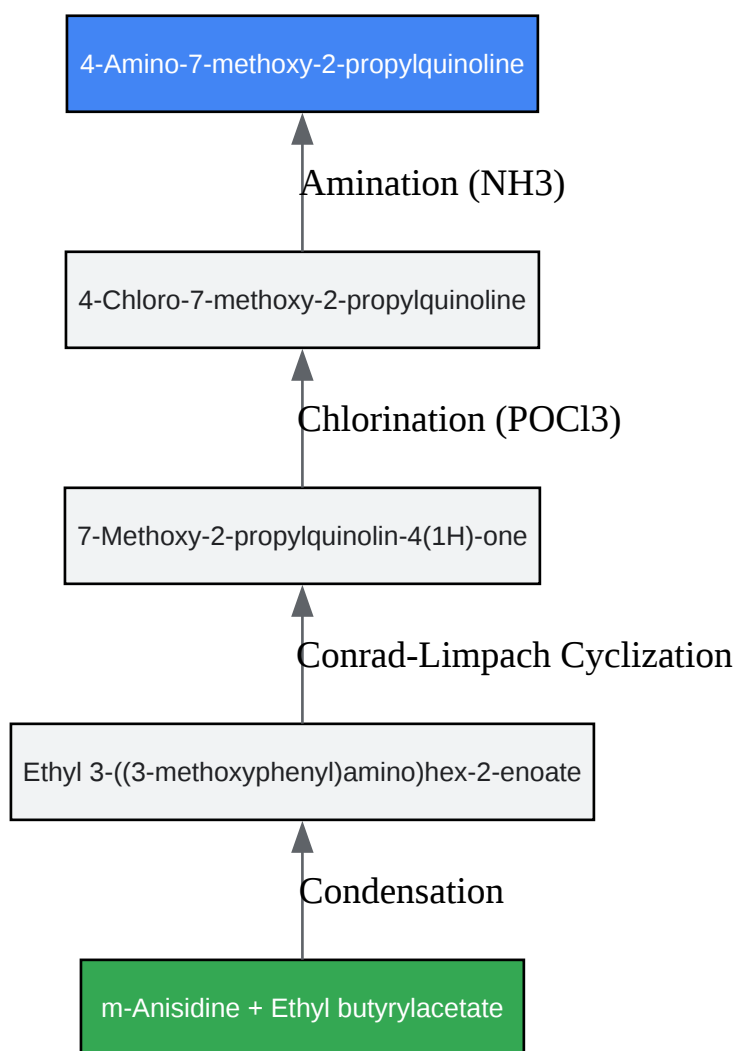 4-Amino-7-methoxy-2-propylquinoline
Amination (NH3)
4-Chloro-7-methoxy-2-propylquinoline
Chlorination (POCl3)
7-Methoxy-2-propylquinolin-4(1H)-one
Conrad-Limpach Cyclization
Ethyl 3-((3-methoxyphenyl)amino)hex-2-enoate
Condensation
m-Anisidine + Ethyl butyrylacetate